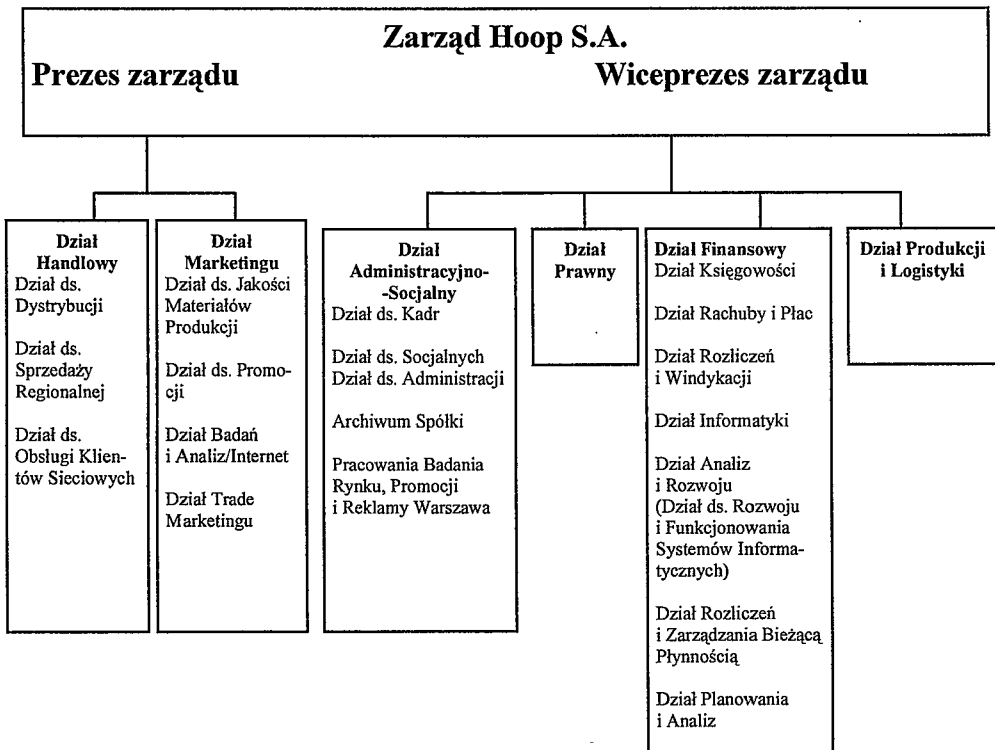 Zarząd Hoop S.A.
Prezes zarządu
Wiceprezes zarządu
Dział
Handlowy
Dział ds.
Dystrybucji
Dział ds.
Sprzedaży
Regionalnej
Dział ds.
Obsługi Klien-
tów Sieciowych
Dział
Marketingu
Dział ds. Jakości
Materiałów
Produkcji
Dział ds. Promo-
cji
Dział Badań
i Analiz/Internet
Dział Trade
Marketingu
Dział
Administracyjno-
-Socjalny
Dział ds. Kadr
Dział ds. Socjalnych
Dział ds. Administracji
Archiwum Spółki
Pracowania Badania
Rynku, Promocji
i Reklamy Warszawa
Dział
Prawny
Dział Finansowy
Dział Księgowości
Dział Rachuby i Płac
Dział Rozliczeń
i Windykacji
Dział Informatyki
Dział Analiz
i Rozwoju
(Dział ds. Rozwoju
i Funkcjonowania
Systemów Informa-
tycznych)
Dział Rozliczeń
i Zarządzania Bieżącą
Płynnością
Dział Planowania
i Analiz
Dział Produkcji
i Logistyki